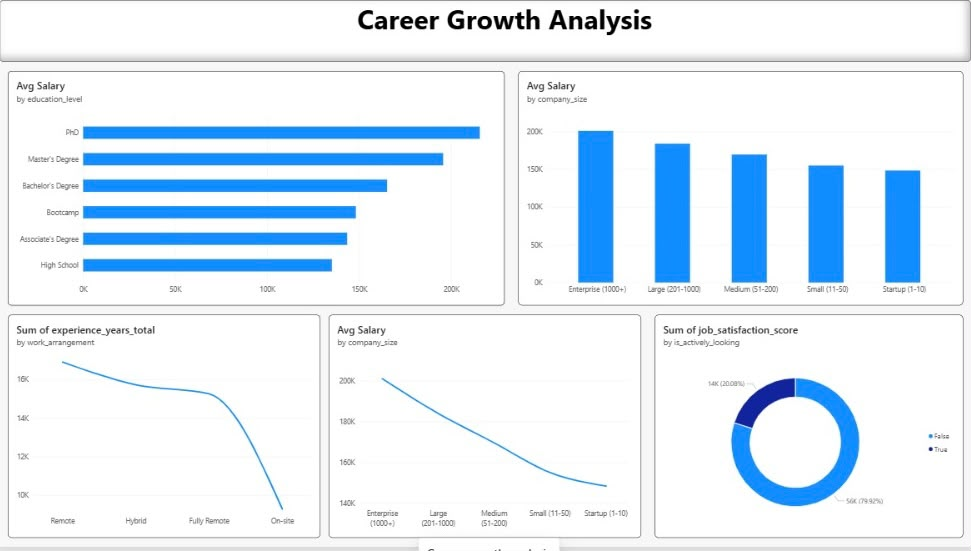 Career Growth Analysis
Avg Salary
by education_level
PhD
Master's Degree
Bachelor's Degree
Bootcamp
Associate's Degree
High School
0K 50K 100K 150K 200K
Avg Salary
by company_size
200K
150K
100K
50K
0K
Enterprise (1000+) Large (201-1000) Medium (51-200) Small (11-50) Startup (1-10)
Sum of experience_years_total
by work_arrangement
16K
14K
12K
10K
Remote Hybrid Fully Remote On-site
Avg Salary
by company_size
200K
180K
160K
140K
Enterprise (1000+) Large (201-1000) Medium (51-200) Small (11-50) Startup (1-10)
Sum of job_satisfaction_score
by is_actively_looking
14K (20.08%)
56K (79.92%)
False
True